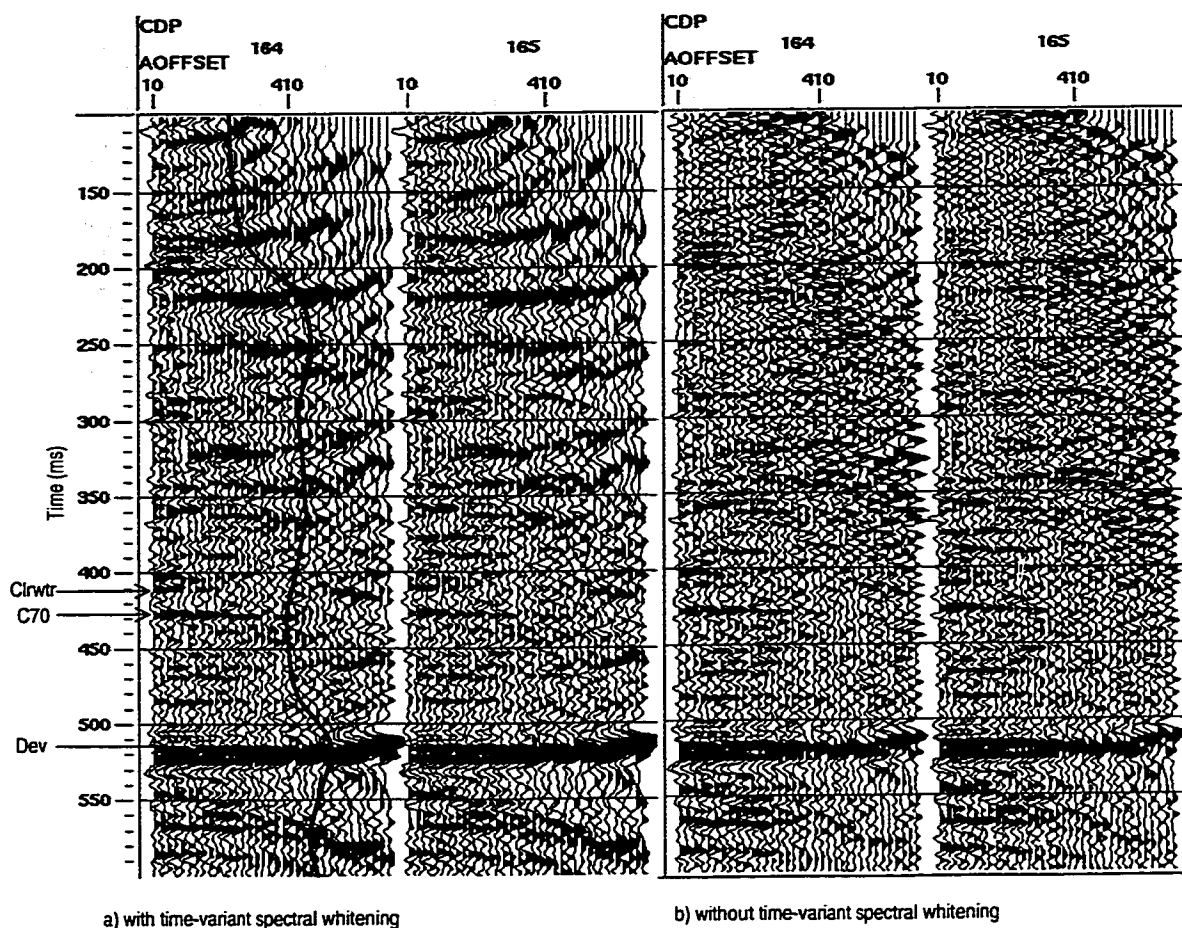 CDP
164
165
AOFFSET
10
410
10
410
CDP
164
165
AOFFSET
10
410
10
410
150
200
250
300
350
400
450
500
550
Time (ms)
Clrwtr
C70
Dev
a) with time-variant spectral whitening
b) without time-variant spectral whitening